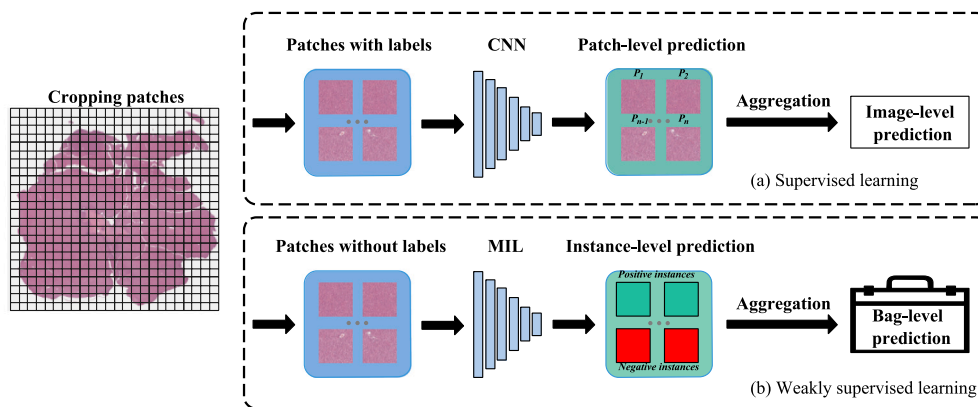 Cropping patches
Patches with labels
CNN
Patch-level prediction
P1
P2
Pn-1
Pn
Aggregation
Image-level
prediction
(a) Supervised learning
Patches without labels
MIL
Instance-level prediction
Positive instances
Negative instances
Aggregation
Bag-level
prediction
(b) Weakly supervised learning